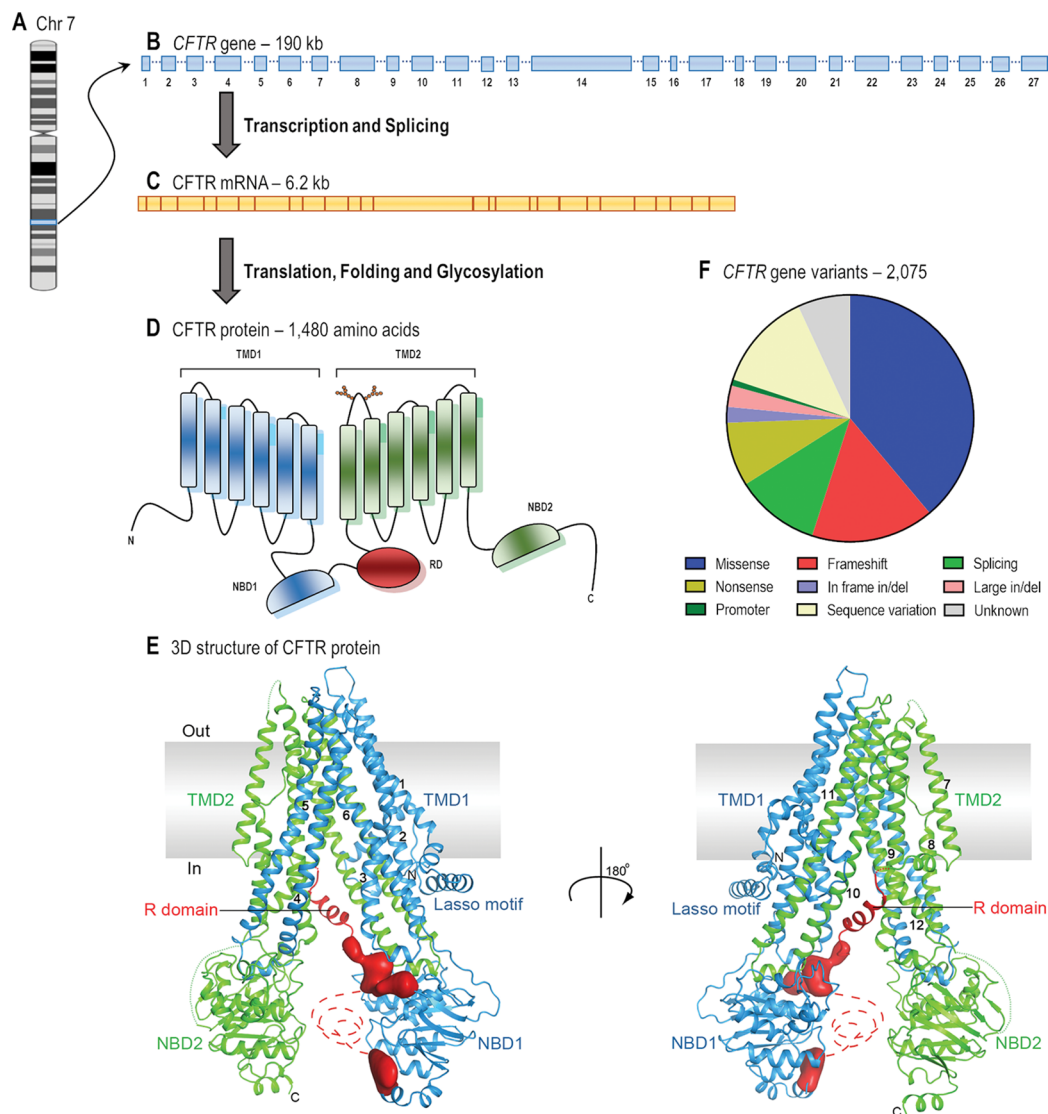 A Chr 7
B CFTR gene – 190 kb
1 2 3 4 5 6 7 8 9 10 11 12 13 14 15 16 17 18 19 20 21 22 23 24 25 26 27
Transcription and Splicing
C CFTR mRNA – 6.2 kb
Translation, Folding and Glycosylation
D CFTR protein – 1,480 amino acids
TMD1 TMD2
N
NBD1
RD
NBD2
C
F CFTR gene variants – 2,075
Missense Frameshift Splicing
Nonsense In frame in/del Large in/del
Promoter Sequence variation Unknown
E 3D structure of CFTR protein
Out
In
TMD2
TMD1
1
2
3
4
5
6
N
Lasso motif
R domain
NBD2
NBD1
C
180°
TMD1
TMD2
7
8
9
10
11
12
N
Lasso motif
R domain
NBD1
NBD2
C